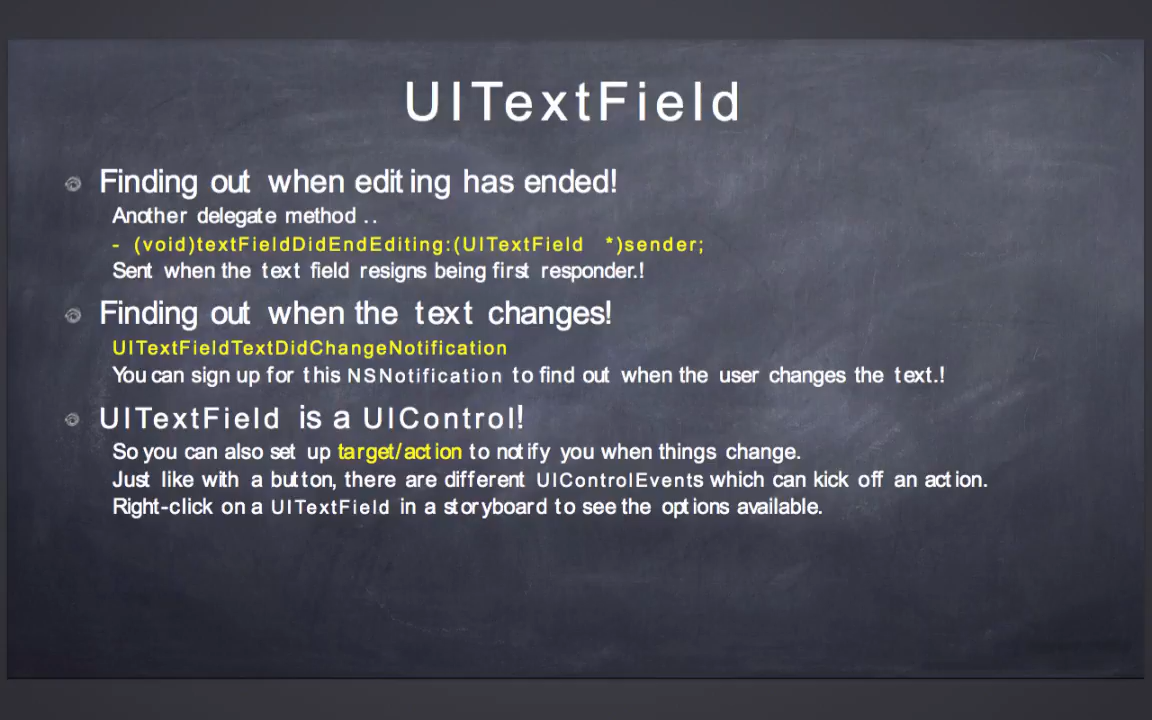 UITextField
Finding out when editing has ended!
Another delegate method ..
- (void)textFieldDidEndEditing:(UITextField *)sender;
Sent when the text field resigns being first responder.!
Finding out when the text changes!
UITextFieldTextDidChangeNotification
You can sign up for this NSNotification to find out when the user changes the text.!
UITextField is a UIControl!
So you can also set up target/action to notify you when things change.
Just like with a button, there are different UIControlEvents which can kick off an action.
Right-click on a UITextField in a storyboard to see the options available.